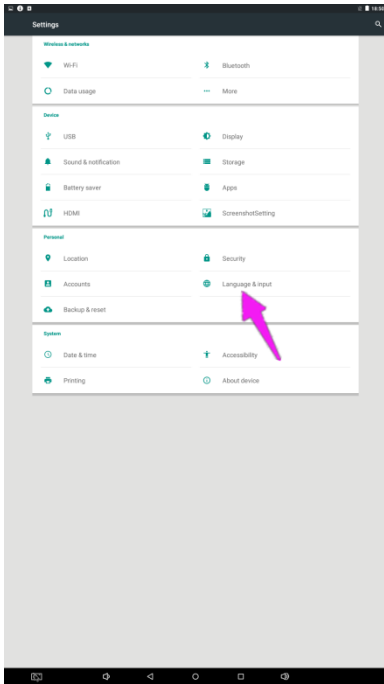 Settings
Wireless & networks
Wi-Fi
Bluetooth
Data usage
More
Device
USB
Display
Sound & notification
Storage
Battery saver
Apps
HDMI
ScreenshotSetting
Personal
Location
Security
Accounts
Language & input
Backup & reset
System
Date & time
Accessibility
Printing
About device